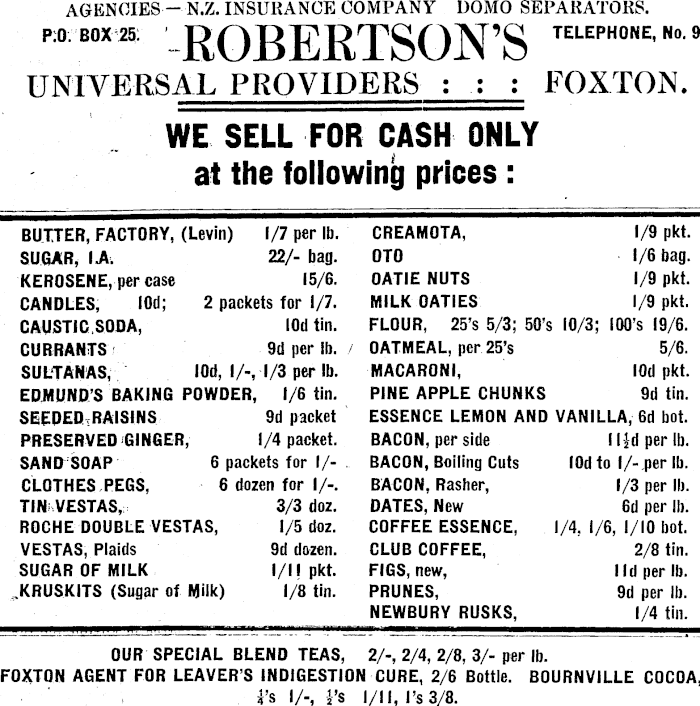 AGENCIES — N.Z. INSURANCE COMPANY DOMO SEPARATORS.
P.O. BOX 25. ROBERTSON'S TELEPHONE, No. 9
UNIVERSAL PROVIDERS : : : FOXTON.
WE SELL FOR CASH ONLY
at the following prices :
BUTTER, FACTORY, (Levin) 1/7 per lb.
SUGAR, I.A. 22/- bag.
KEROSENE, per case 15/6.
CANDLES, 10d; 2 packets for 1/7.
CAUSTIC SODA, 10d tin.
CURRANTS 9d per lb.
SULTANAS, 10d, 1/-, 1/3 per lb.
EDMUND'S BAKING POWDER, 1/6 tin.
SEEDED RAISINS 9d packet
PRESERVED GINGER, 1/4 packet.
SAND SOAP 6 packets for 1/-
CLOTHES PEGS, 6 dozen for 1/-.
TIN VESTAS, 3/3 doz.
ROCHE DOUBLE VESTAS, 1/5 doz.
VESTAS, Plaids 9d dozen.
SUGAR OF MILK 1/11 pkt.
KRUSKITS (Sugar of Milk) 1/8 tin.
CREAMOTA, 1/9 pkt.
OTO 1/6 bag.
OATIE NUTS 1/9 pkt.
MILK OATIES 1/9 pkt.
FLOUR, 25's 5/3; 50's 10/3; 100's 19/6.
OATMEAL, per 25's 5/6.
MACARONI, 10d pkt.
PINE APPLE CHUNKS 9d tin.
ESSENCE LEMON AND VANILLA, 6d bot.
BACON, per side 11½d per lb.
BACON, Boiling Cuts 10d to 1/- per lb.
BACON, Rasher, 1/3 per lb.
DATES, New 6d per lb.
COFFEE ESSENCE, 1/4, 1/6, 1/10 bot.
CLUB COFFEE, 2/8 tin.
FIGS, new, 11d per lb.
PRUNES, 9d per lb.
NEWBURY RUSKS, 1/4 tin.
OUR SPECIAL BLEND TEAS, 2/-, 2/4, 2/8, 3/- per lb.
FOXTON AGENT FOR LEAVER'S INDIGESTION CURE, 2/6 Bottle. BOURNVILLE COCOA,
¼'s 1/-, ½'s 1/11, 1's 3/8.